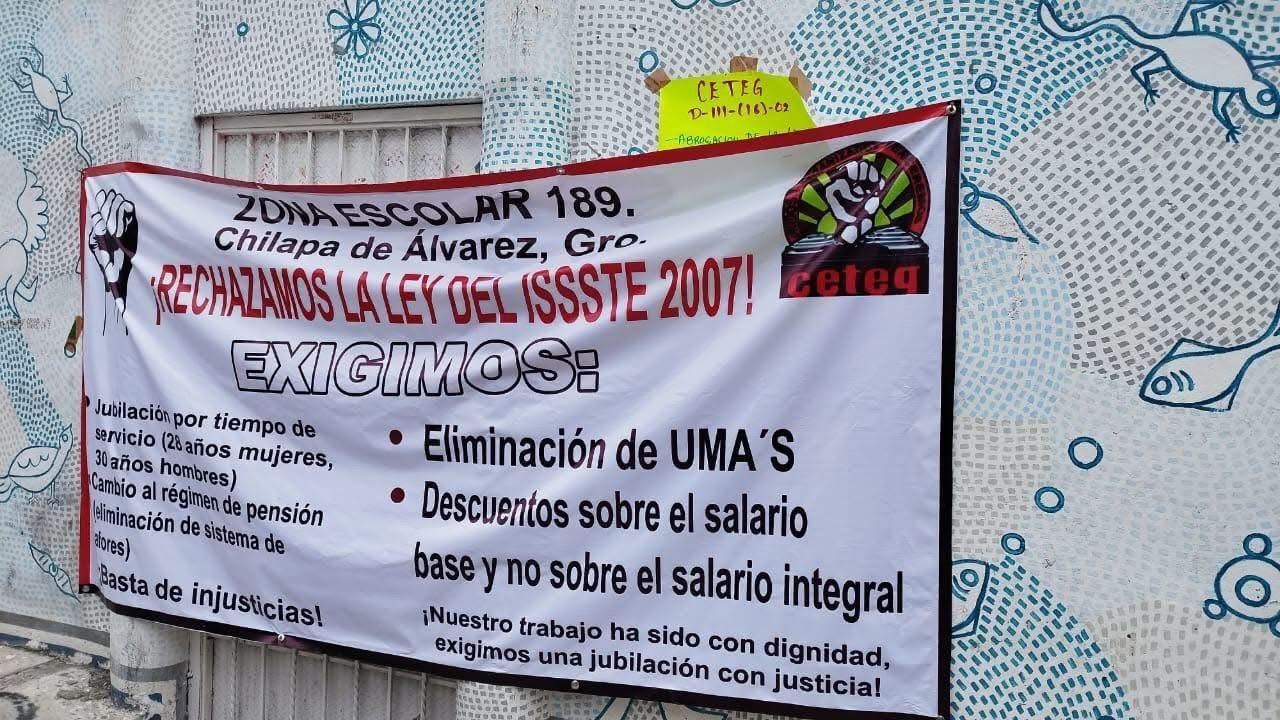 CETEG
D-III-(16)-02
ABROGACION DE LA
ZONA ESCOLAR 189.
Chilapa de Álvarez, Gro.
¡RECHAZAMOS LA LEY DEL ISSSTE 2007!
ceteg
EXIGIMOS:
Jubilación por tiempo de
servicio (28 años mujeres,
30 años hombres)
Cambio al régimen de pensión
(eliminación de sistema de
afores)
¡Basta de injusticias!
• Eliminación de UMA´S
• Descuentos sobre el salario
base y no sobre el salario integral
¡Nuestro trabajo ha sido con dignidad,
exigimos una jubilación con justicia!